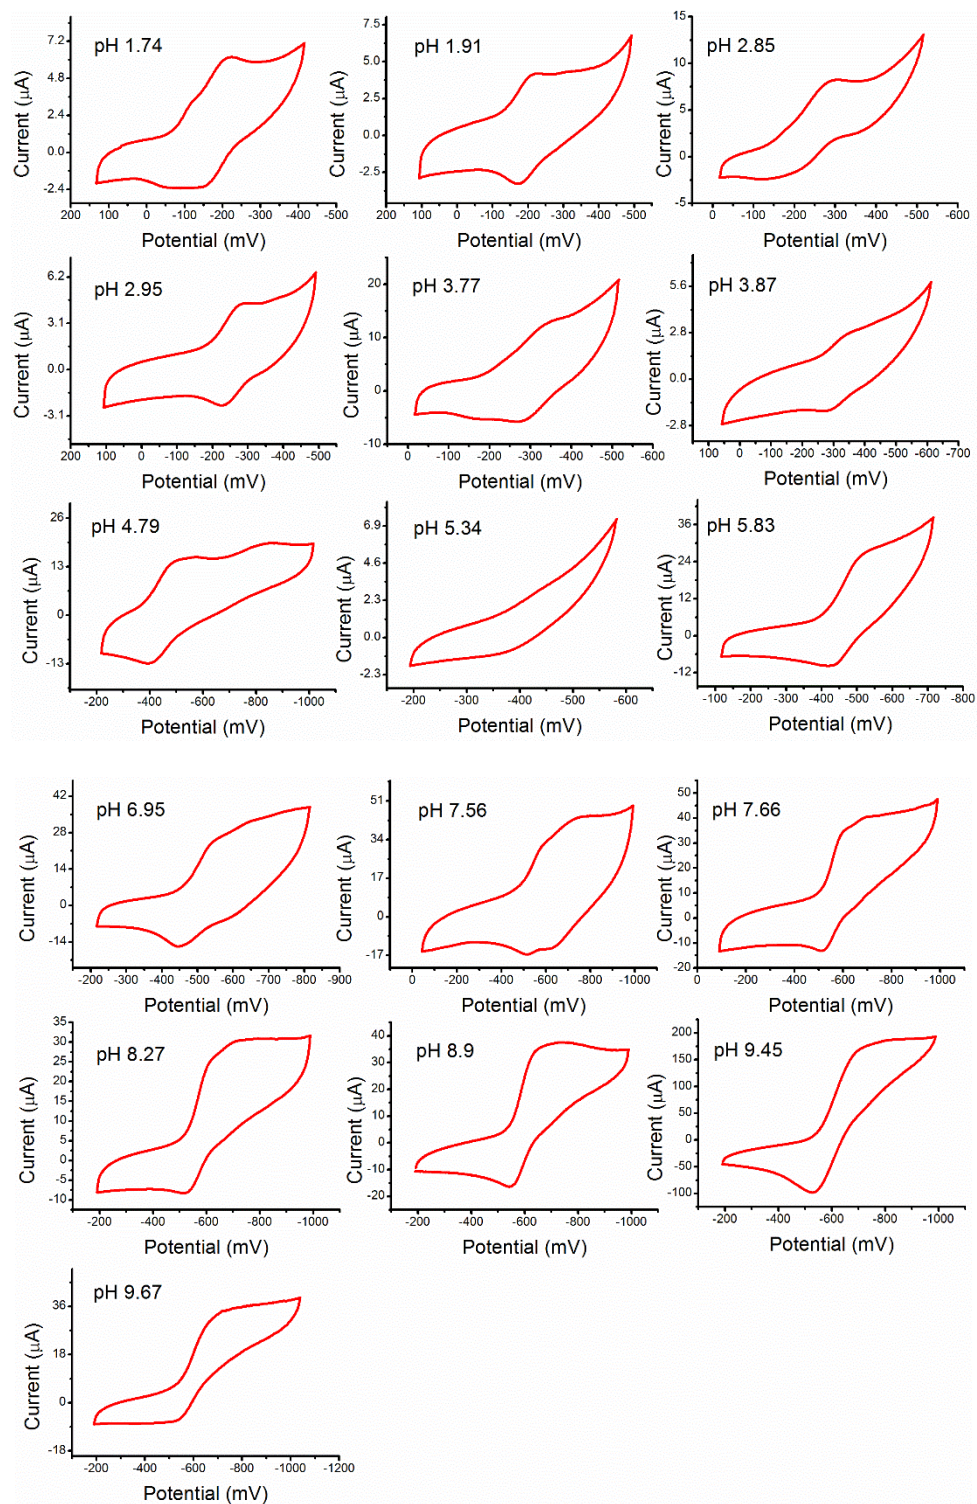 pH 1.74
7.2
4.8
2.4
0.0
-2.4
Current (μA)
200 100 0 -100 -200 -300 -400 -500
Potential (mV)
pH 1.91
7.5
5.0
2.5
0.0
-2.5
Current (μA)
200 100 0 -100 -200 -300 -400 -500
Potential (mV)
pH 2.85
15
10
5
0
-5
Current (μA)
0 -100 -200 -300 -400 -500 -600
Potential (mV)
pH 2.95
6.2
3.1
0.0
-3.1
Current (μA)
200 100 0 -100 -200 -300 -400 -500
Potential (mV)
pH 3.77
20
10
0
-10
Current (μA)
0 -100 -200 -300 -400 -500 -600
Potential (mV)
pH 3.87
5.6
2.8
0.0
-2.8
Current (μA)
100 0 -100 -200 -300 -400 -500 -600 -700
Potential (mV)
pH 4.79
26
13
0
-13
Current (μA)
-200 -400 -600 -800 -1000
Potential (mV)
pH 5.34
6.9
4.6
2.3
0.0
-2.3
Current (μA)
-200 -300 -400 -500 -600
Potential (mV)
pH 5.83
36
24
12
0
-12
Current (μA)
-100 -200 -300 -400 -500 -600 -700 -800
Potential (mV)
pH 6.95
42
28
14
0
-14
Current (μA)
-200 -300 -400 -500 -600 -700 -800 -900
Potential (mV)
pH 7.56
51
34
17
0
-17
Current (μA)
0 -200 -400 -600 -800 -1000
Potential (mV)
pH 7.66
50
40
30
20
10
0
-10
-20
Current (μA)
0 -200 -400 -600 -800 -1000
Potential (mV)
pH 8.27
35
30
25
20
15
10
5
0
-5
-10
Current (μA)
-200 -400 -600 -800 -1000
Potential (mV)
pH 8.9
40
30
20
10
0
-10
-20
Current (μA)
-200 -400 -600 -800 -1000
Potential (mV)
pH 9.45
200
150
100
50
0
-50
-100
Current (μA)
-200 -400 -600 -800 -1000
Potential (mV)
pH 9.67
36
18
0
-18
Current (μA)
-200 -400 -600 -800 -1000 -1200
Potential (mV)